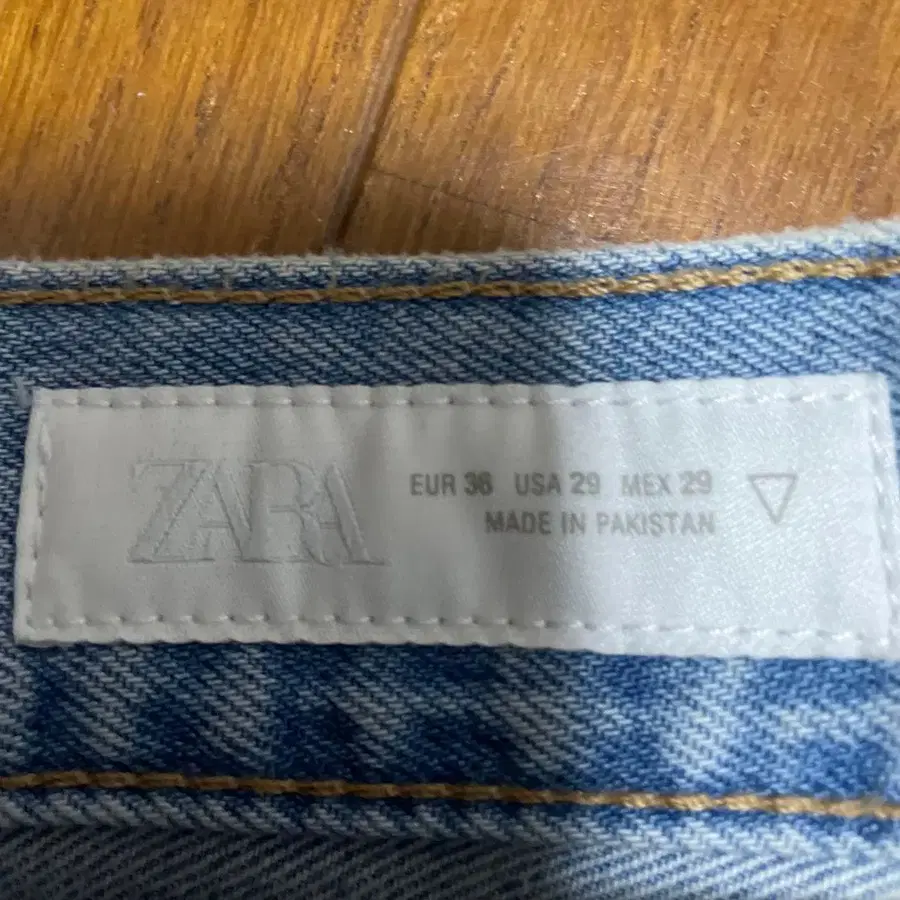 ZARA
EUR 36 USA 29 MEX 29
MADE IN PAKISTAN